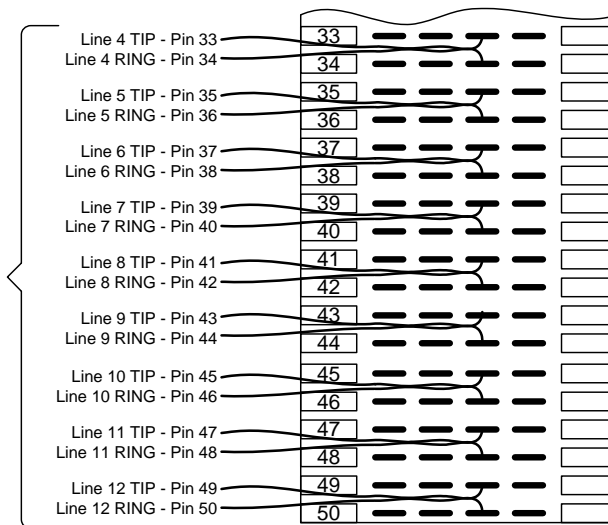 Line 4 TIP - Pin 33
Line 4 RING - Pin 34
Line 5 TIP - Pin 35
Line 5 RING - Pin 36
Line 6 TIP - Pin 37
Line 6 RING - Pin 38
Line 7 TIP - Pin 39
Line 7 RING - Pin 40
Line 8 TIP - Pin 41
Line 8 RING - Pin 42
Line 9 TIP - Pin 43
Line 9 RING - Pin 44
Line 10 TIP - Pin 45
Line 10 RING - Pin 46
Line 11 TIP - Pin 47
Line 11 RING - Pin 48
Line 12 TIP - Pin 49
Line 12 RING - Pin 50
33
34
35
36
37
38
39
40
41
42
43
44
45
46
47
48
49
50